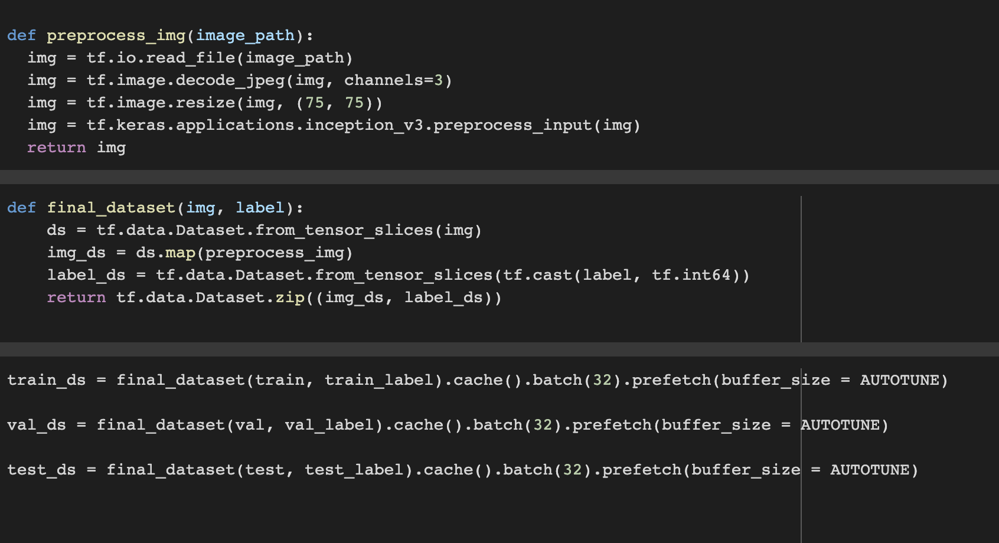 def preprocess_img(image_path):
  img = tf.io.read_file(image_path)
  img = tf.image.decode_jpeg(img, channels=3)
  img = tf.image.resize(img, (75, 75))
  img = tf.keras.applications.inception_v3.preprocess_input(img)
  return img
def final_dataset(img, label):
    ds = tf.data.Dataset.from_tensor_slices(img)
    img_ds = ds.map(preprocess_img)
    label_ds = tf.data.Dataset.from_tensor_slices(tf.cast(label, tf.int64))
    return tf.data.Dataset.zip((img_ds, label_ds))
train_ds = final_dataset(train, train_label).cache().batch(32).prefetch(buffer_size = AUTOTUNE)
val_ds = final_dataset(val, val_label).cache().batch(32).prefetch(buffer_size = AUTOTUNE)
test_ds = final_dataset(test, test_label).cache().batch(32).prefetch(buffer_size = AUTOTUNE)